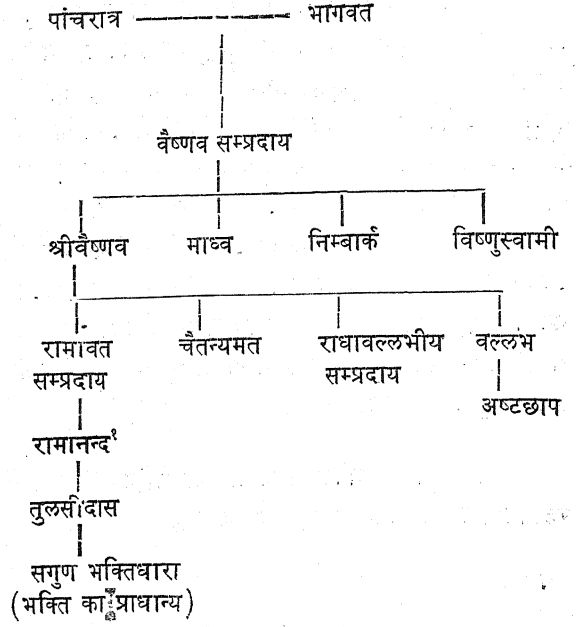 पांचरात्र भागवत
वैष्णव सम्प्रदाय
श्रीवैष्णव माध्व निम्बार्क विष्णुस्वामी
रामावत चैतन्यमत राधावल्लभीय वल्लभ
सम्प्रदाय सम्प्रदाय
अष्टछाप
रामानन्द१
तुलसीदास
सगुण भक्तिधारा
(भक्ति का प्राधान्य)